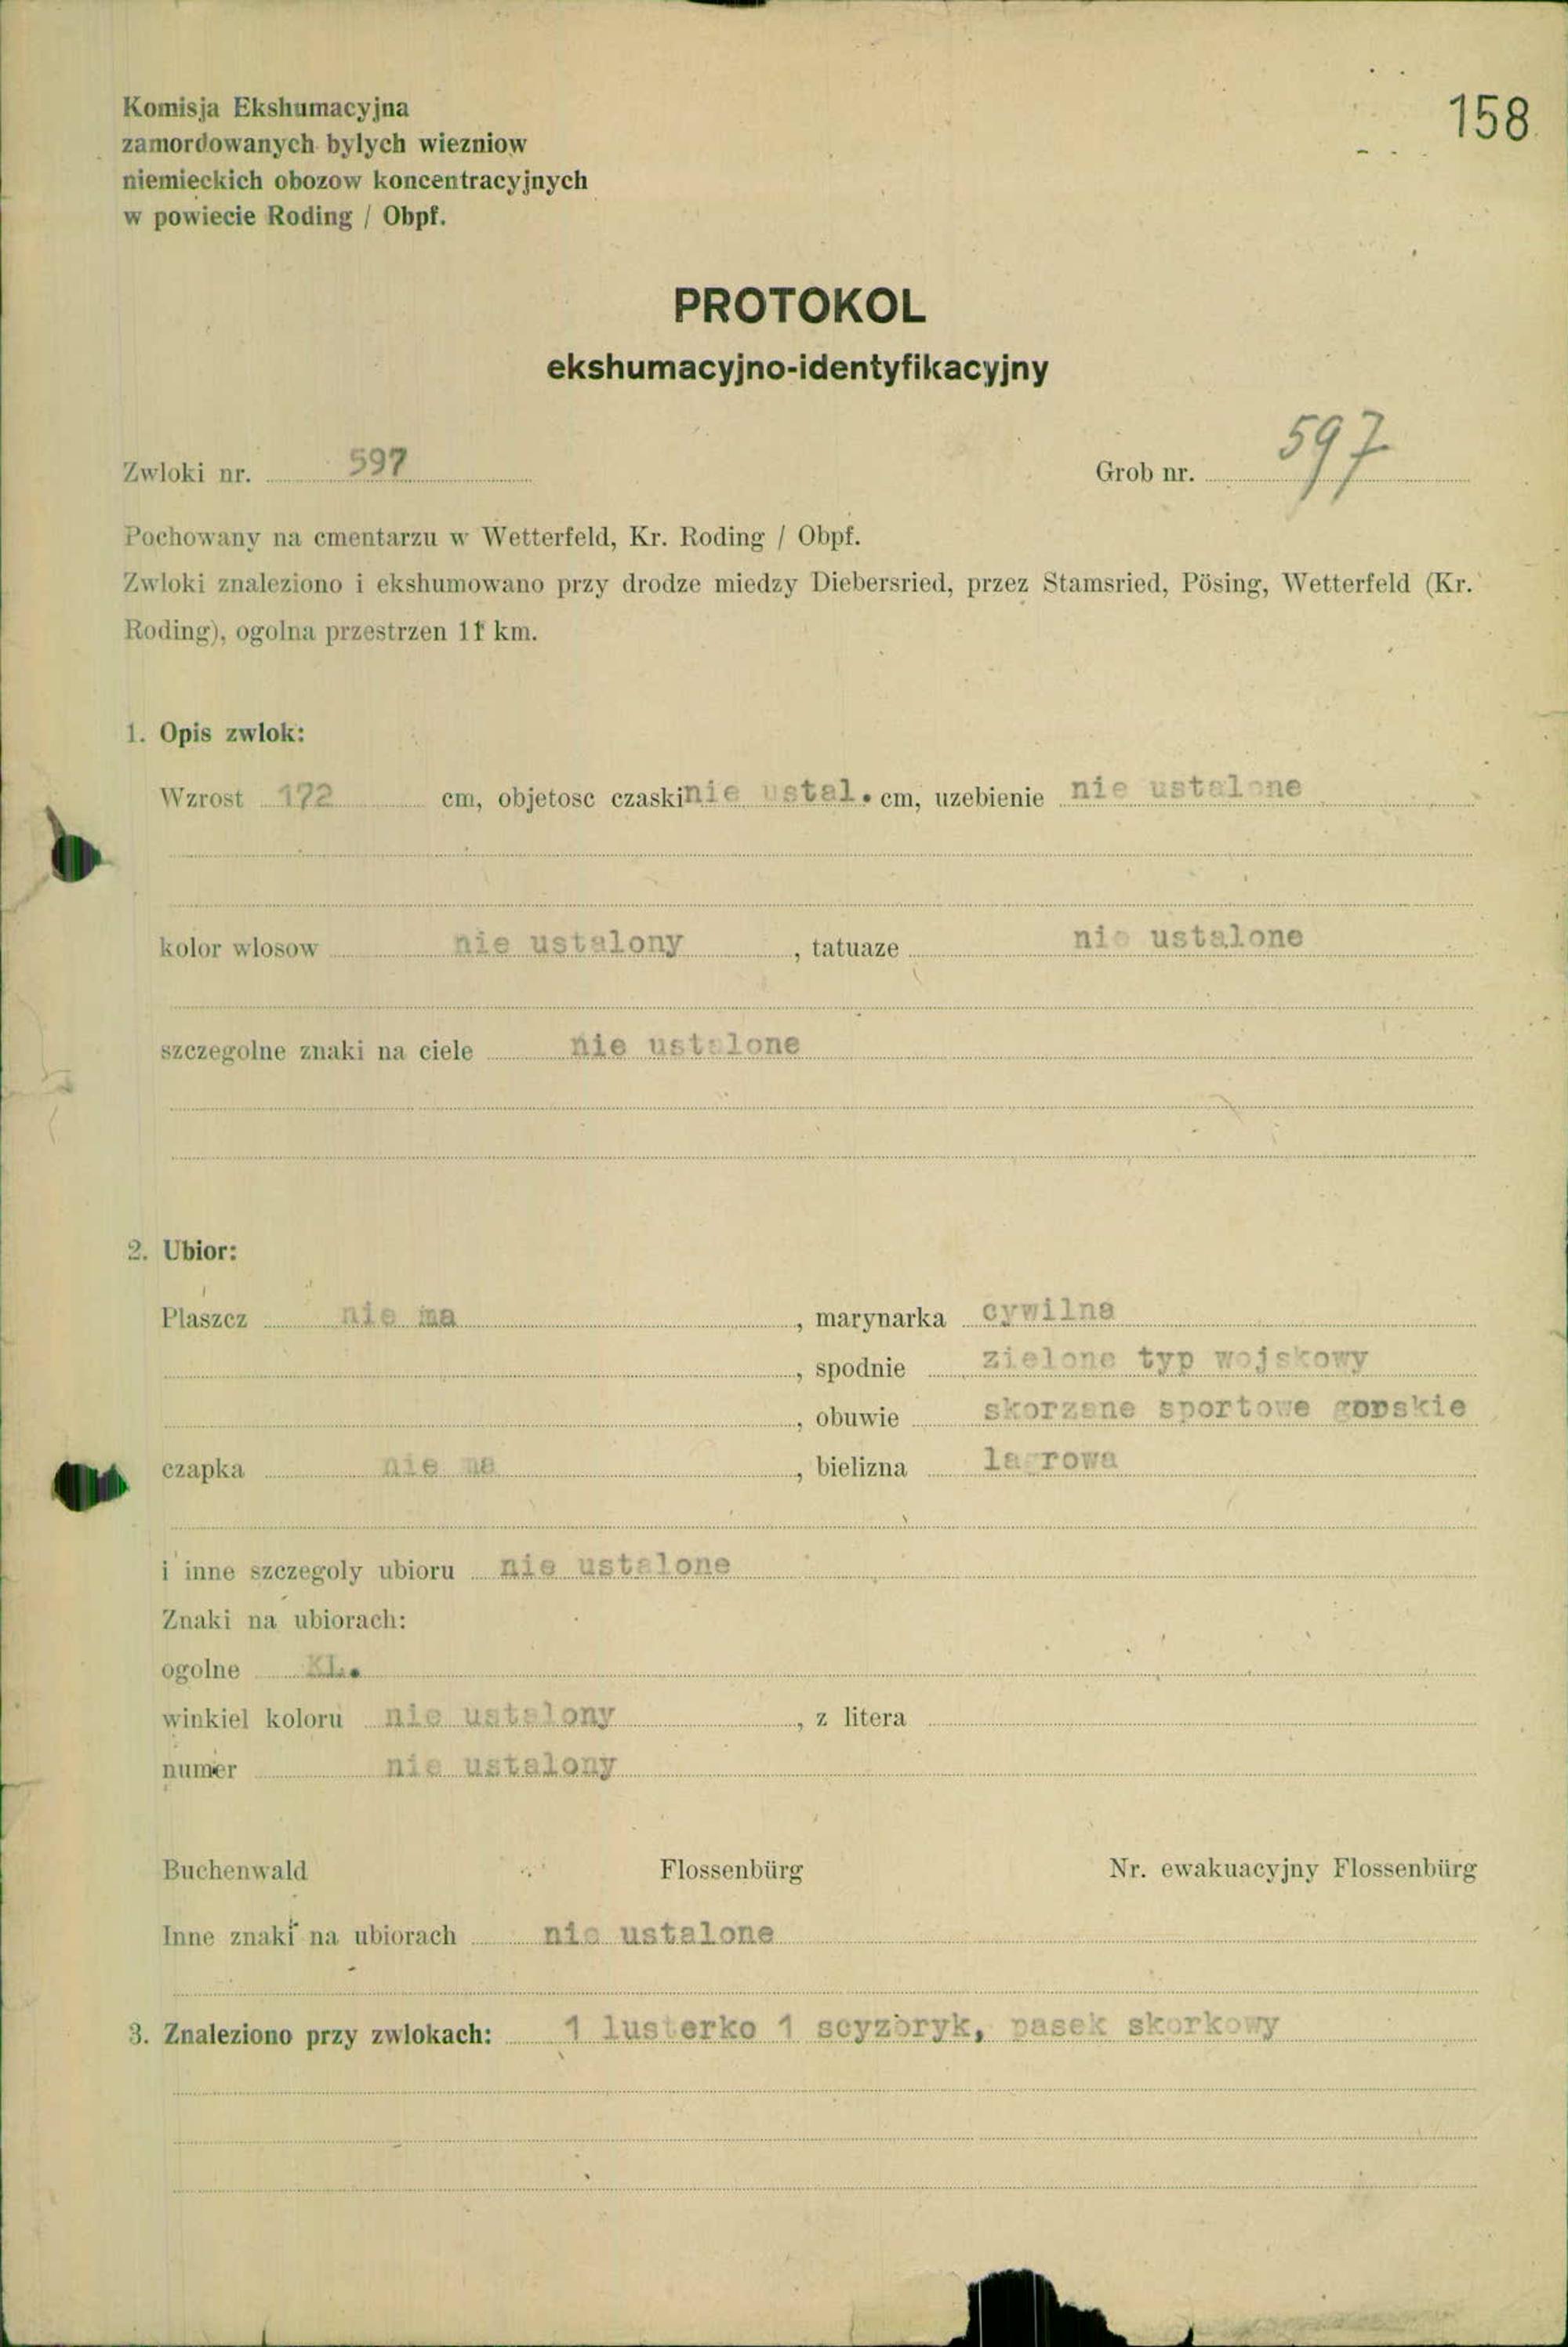 158
Komisja Ekshumacyjna
zamordowanych bylych wiezniow
niemieckich obozow koncentracyjnych
w powiecie Roding / Obpf.
PROTOKOL
ekshumacyjno-identyfikacyjny
Zwloki nr. 597 Grob nr. 597
Pochowany na cmentarzu w Wetterfeld, Kr. Roding / Obpf.
Zwloki znaleziono i ekshumowano przy drodze miedzy Diebersried, przez Stamsried, Pösing, Wetterfeld (Kr.
Roding), ogolna przestrzen 11 km.
1. Opis zwlok:
Wzrost 172 cm, objetosc czaski nie ustal. cm, uzebienie nie ustalone
kolor wlosow nie ustalony, tatuaze nie ustalone
szczegolne znaki na ciele nie ustalone
2. Ubior:
Plaszcz nie ma, marynarka cywilna
, spodnie zielone typ wojskowy
, obuwie skorzane sportowe gorskie
czapka nie ma, bielizna lagrowa
i inne szczegoly ubioru nie ustalone
Znaki na ubiorach:
ogolne KL.
winkiel koloru nie ustalony, z litera
numer nie ustalony
Buchenwald Flossenbürg Nr. ewakuacyjny Flossenbürg
Inne znaki na ubiorach nie ustalone
3. Znaleziono przy zwlokach: 1 lusterko 1 scyzoryk, pasek skorkowy